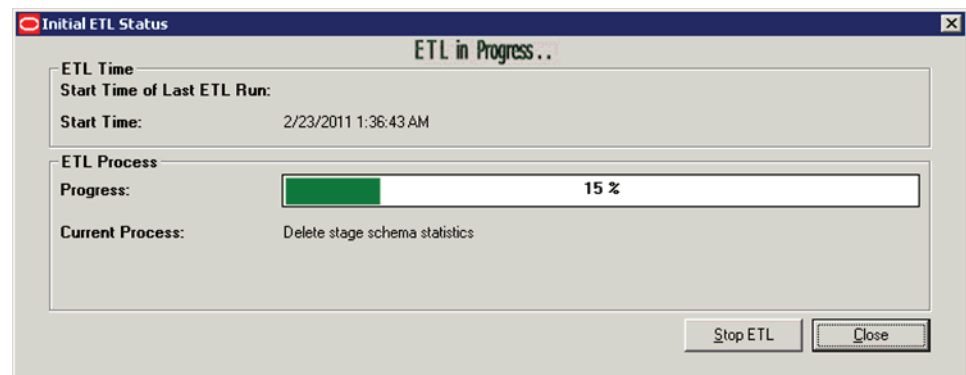 Initial ETL Status
ETL in Progress..
ETL Time
Start Time of Last ETL Run:
Start Time: 2/23/2011 1:36:43 AM
ETL Process
Progress: 15 %
Current Process: Delete stage schema statistics
Stop ETL Close